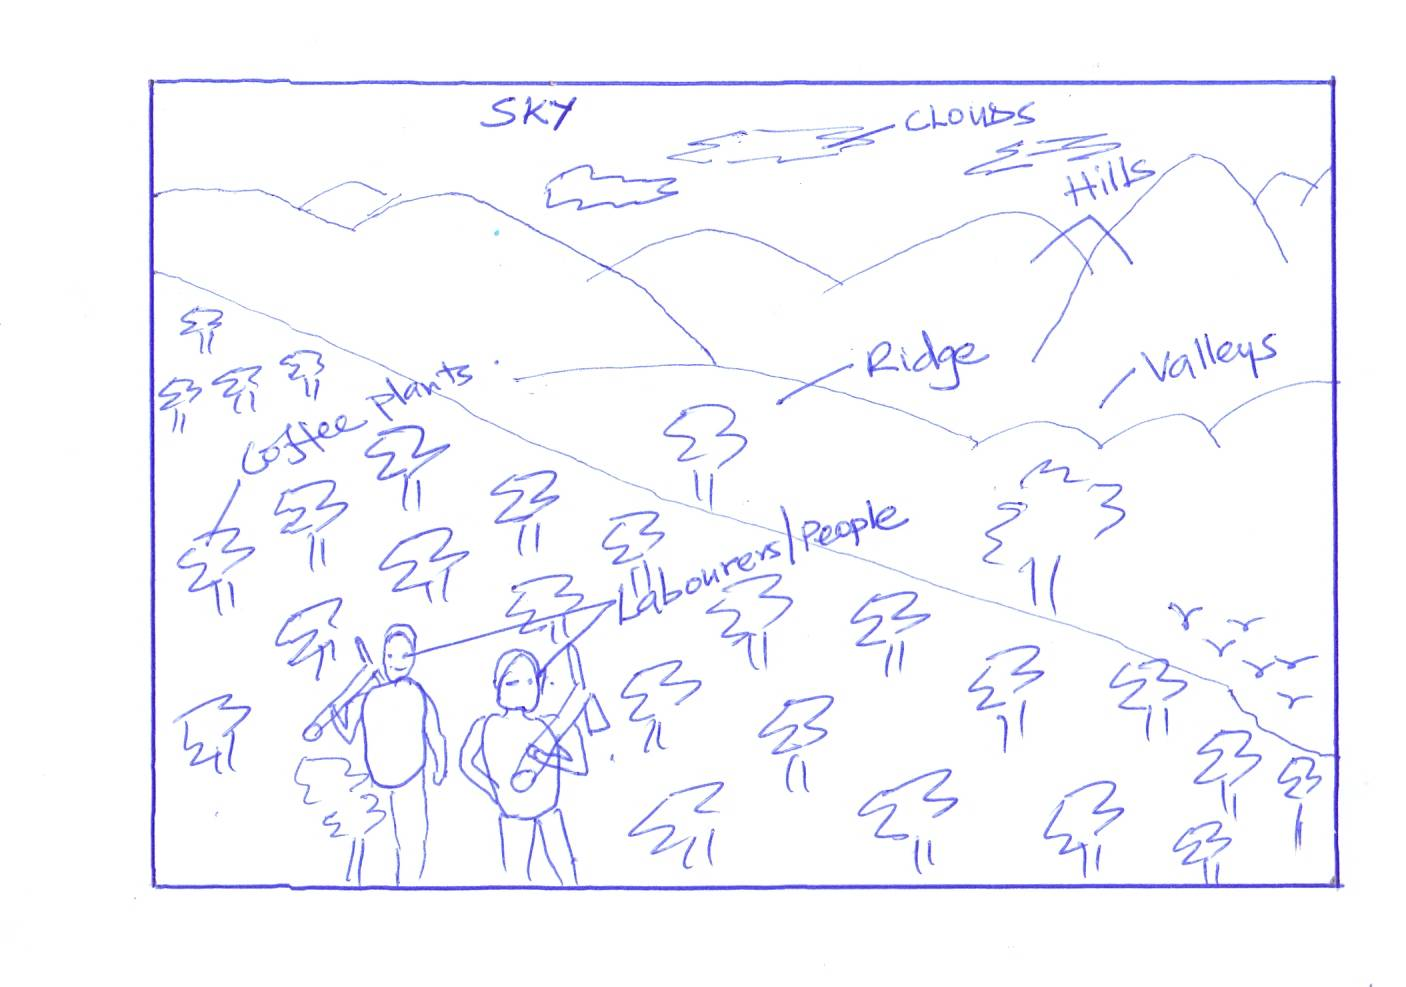 SKY
CLOUDS
Hills
Ridge
Valleys
Coffee plants.
Labourers/People